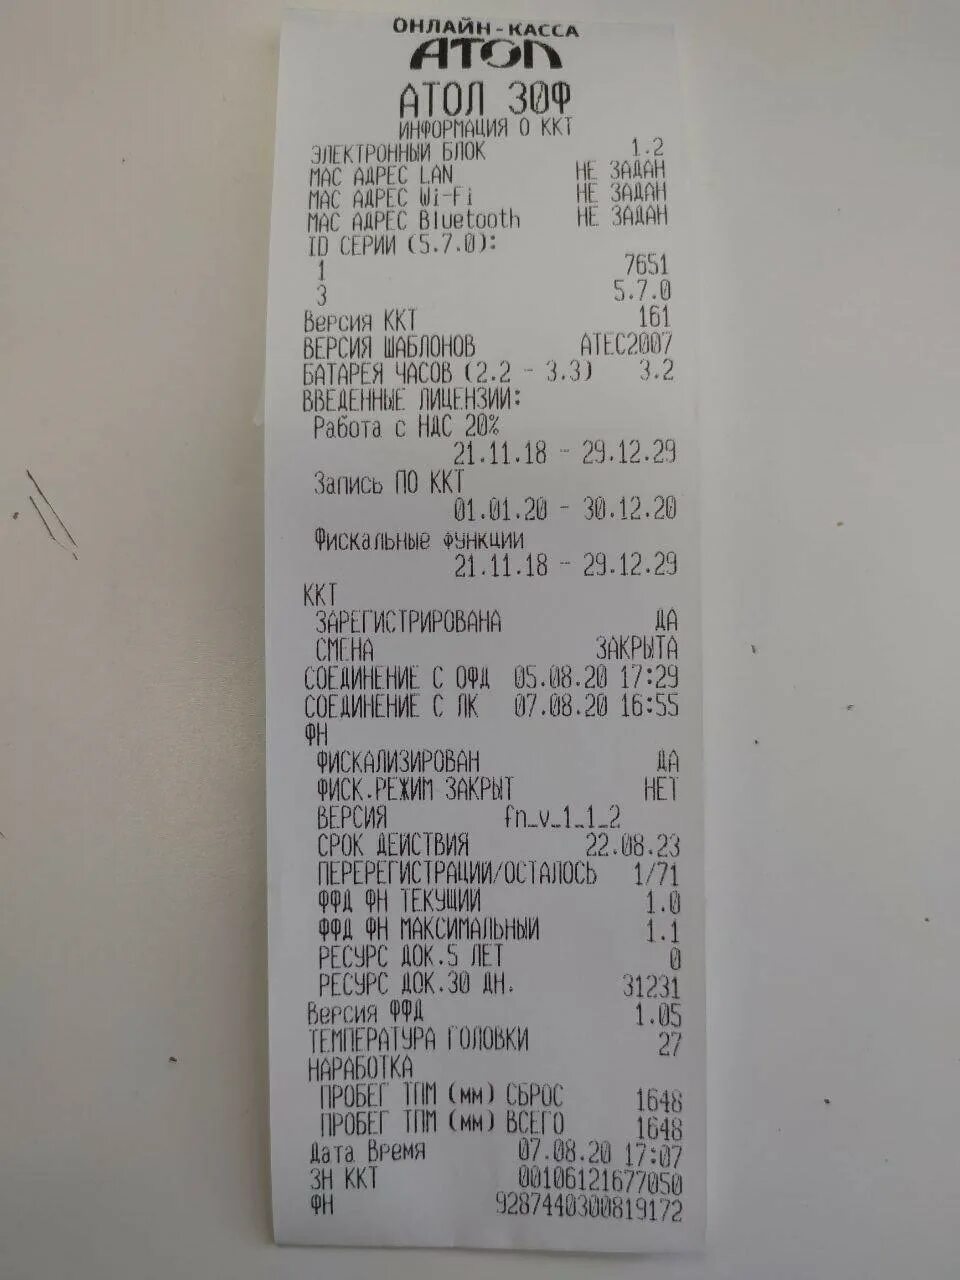 ОНЛАЙН-КАССА
АТОЛ
АТОЛ 30Ф
ИНФОРМАЦИЯ О ККТ
ЭЛЕКТРОННЫЙ БЛОК 1.2
MAC АДРЕС LAN НЕ ЗАДАН
MAC АДРЕС Wi-Fi НЕ ЗАДАН
MAC АДРЕС Bluetooth НЕ ЗАДАН
ID СЕРИИ (5.7.0):
1 7651
3 5.7.0
Версия ККТ 161
ВЕРСИЯ ШАБЛОНОВ ATEC2007
БАТАРЕЯ ЧАСОВ (2.2 - 3.3) 3.2
ВВЕДЕННЫЕ ЛИЦЕНЗИИ:
Работа с НДС 20%
21.11.18 - 29.12.29
Запись ПО ККТ
01.01.20 - 30.12.20
Фискальные функции
21.11.18 - 29.12.29
ККТ
ЗАРЕГИСТРИРОВАНА ДА
СМЕНА ЗАКРЫТА
СОЕДИНЕНИЕ С ОФД 05.08.20 17:29
СОЕДИНЕНИЕ С ЛК 07.08.20 16:55
ФН
ФИСКАЛИЗИРОВАН ДА
ФИСК.РЕЖИМ ЗАКРЫТ НЕТ
ВЕРСИЯ fn_v_1_1_2
СРОК ДЕЙСТВИЯ 22.08.23
ПЕРЕРЕГИСТРАЦИЙ/ОСТАЛОСЬ 1/71
ФФД ФН ТЕКУЩИЙ 1.0
ФФД ФН МАКСИМАЛЬНЫЙ 1.1
РЕСУРС ДОК.5 ЛЕТ 0
РЕСУРС ДОК.30 ДН. 31231
Версия ФФД 1.05
ТЕМПЕРАТУРА ГОЛОВКИ 27
НАРАБОТКА
ПРОБЕГ ТПМ (мм) СБРОС 1648
ПРОБЕГ ТПМ (мм) ВСЕГО 1648
Дата Время 07.08.20 17:07
ЗН ККТ 00106121677050
ФН 9287440300819172